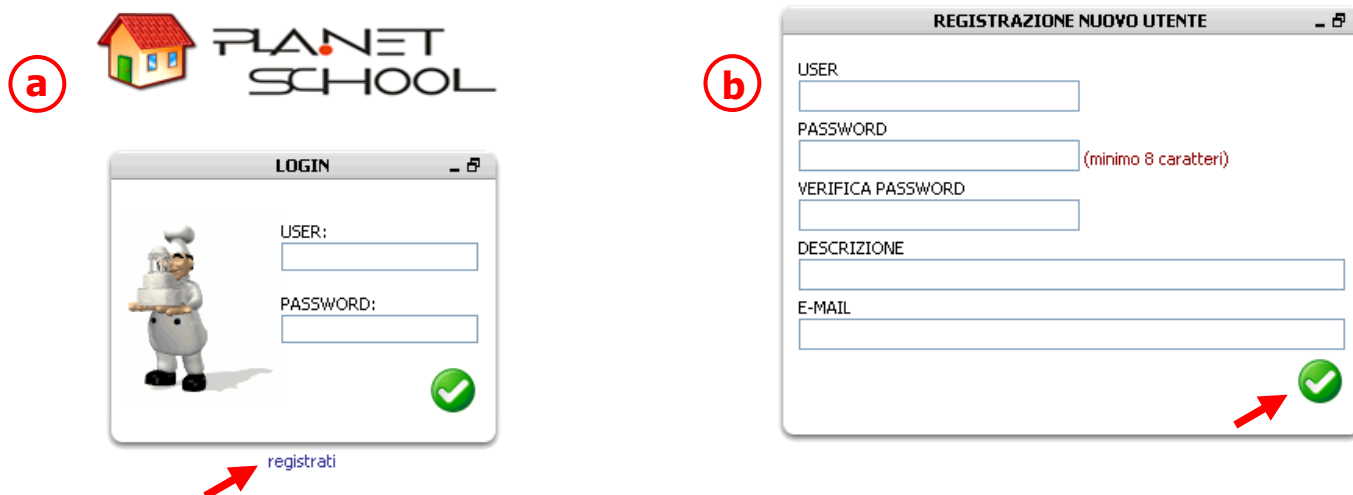 a
PLANET
SCHOOL
LOGIN
USER:
PASSWORD:
registrati
b
REGISTRAZIONE NUOVO UTENTE
USER
PASSWORD
(minimo 8 caratteri)
VERIFICA PASSWORD
DESCRIZIONE
E-MAIL